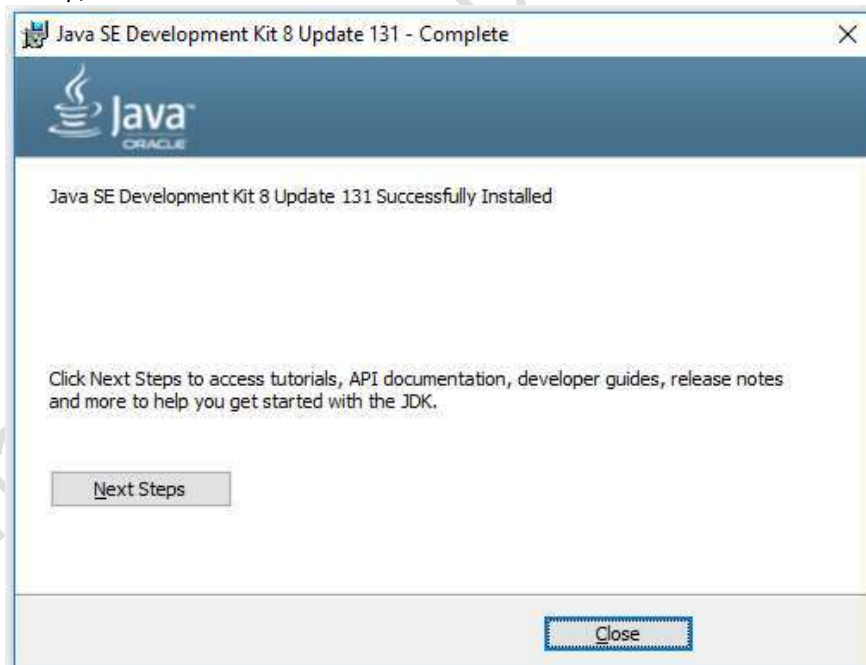 Java SE Development Kit 8 Update 131 - Complete
Java
ORACLE
Java SE Development Kit 8 Update 131 Successfully Installed
Click Next Steps to access tutorials, API documentation, developer guides, release notes
and more to help you get started with the JDK.
Next Steps
Close